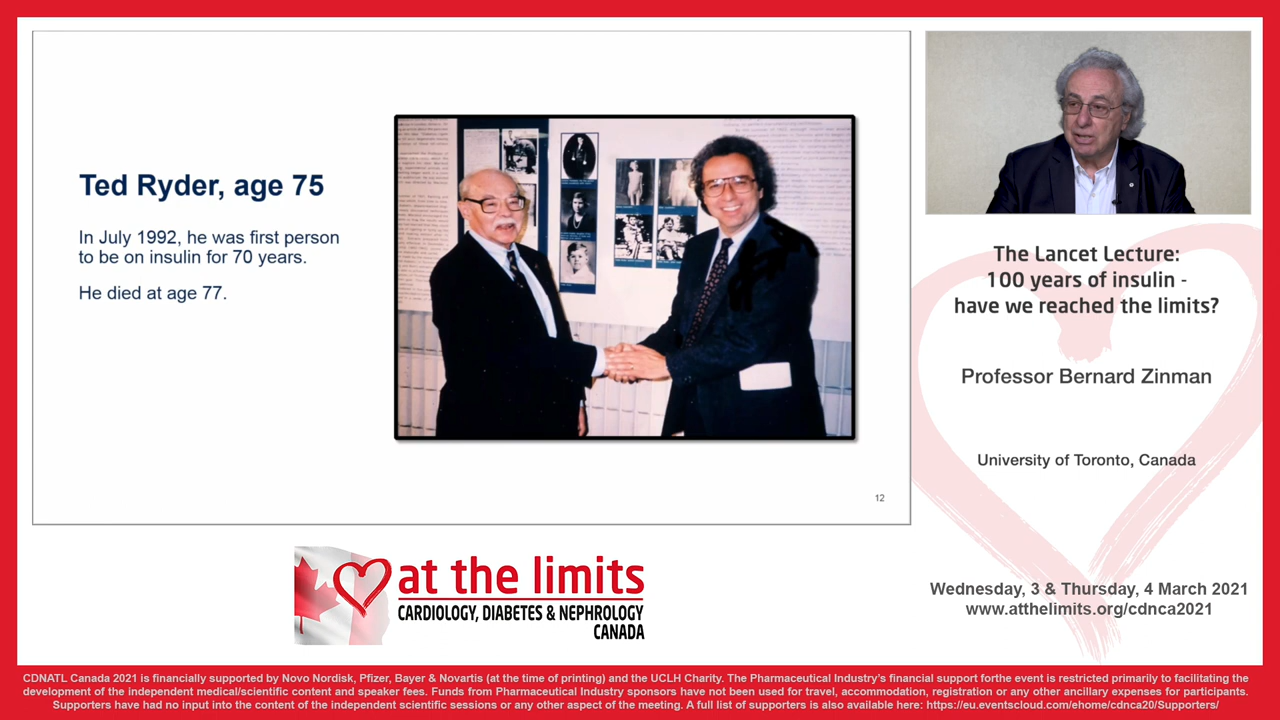 Ted Ryder, age 75
In July 1992, he was first person
to be on insulin for 70 years.
He died at age 77.
12
The Lancet Lecture:
100 years of insulin -
have we reached the limits?
Professor Bernard Zinman
University of Toronto, Canada
at the limits
CARDIOLOGY, DIABETES & NEPHROLOGY
CANADA
Wednesday, 3 & Thursday, 4 March 2021
www.atthelimits.org/cdnca2021
CDNATL Canada 2021 is financially supported by Novo Nordisk, Pfizer, Bayer & Novartis (at the time of printing) and the UCLH Charity. The Pharmaceutical Industry's financial support forthe event is restricted primarily to facilitating the
development of the independent medical/scientific content and speaker fees. Funds from Pharmaceutical Industry sponsors have not been used for travel, accommodation, registration or any other ancillary expenses for participants.
Supporters have had no input into the content of the independent scientific sessions or any other aspect of the meeting. A full list of supporters is also available here: https://eu.eventscloud.com/ehome/cdnca20/Supporters/